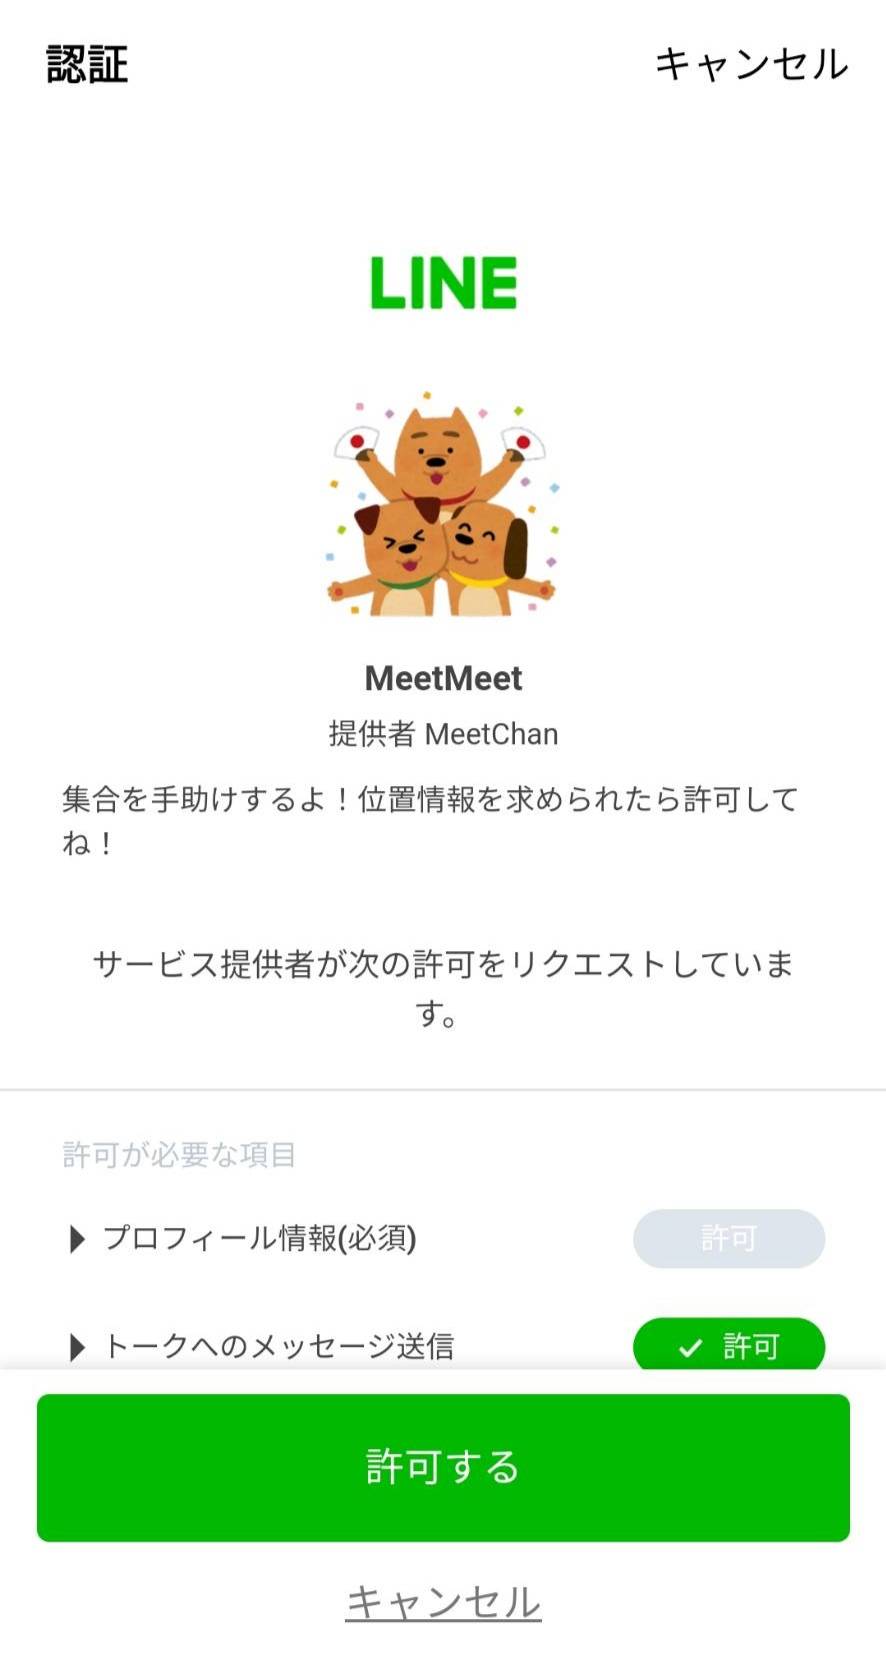 認証
キャンセル
LINE
MeetMeet
提供者 MeetChan
集合を手助けするよ！位置情報を求められたら許可して
ね！
サービス提供者が次の許可をリクエストしていま
す。
許可が必要な項目
プロフィール情報(必須)
許可
トークへのメッセージ送信
許可
許可する
キャンセル